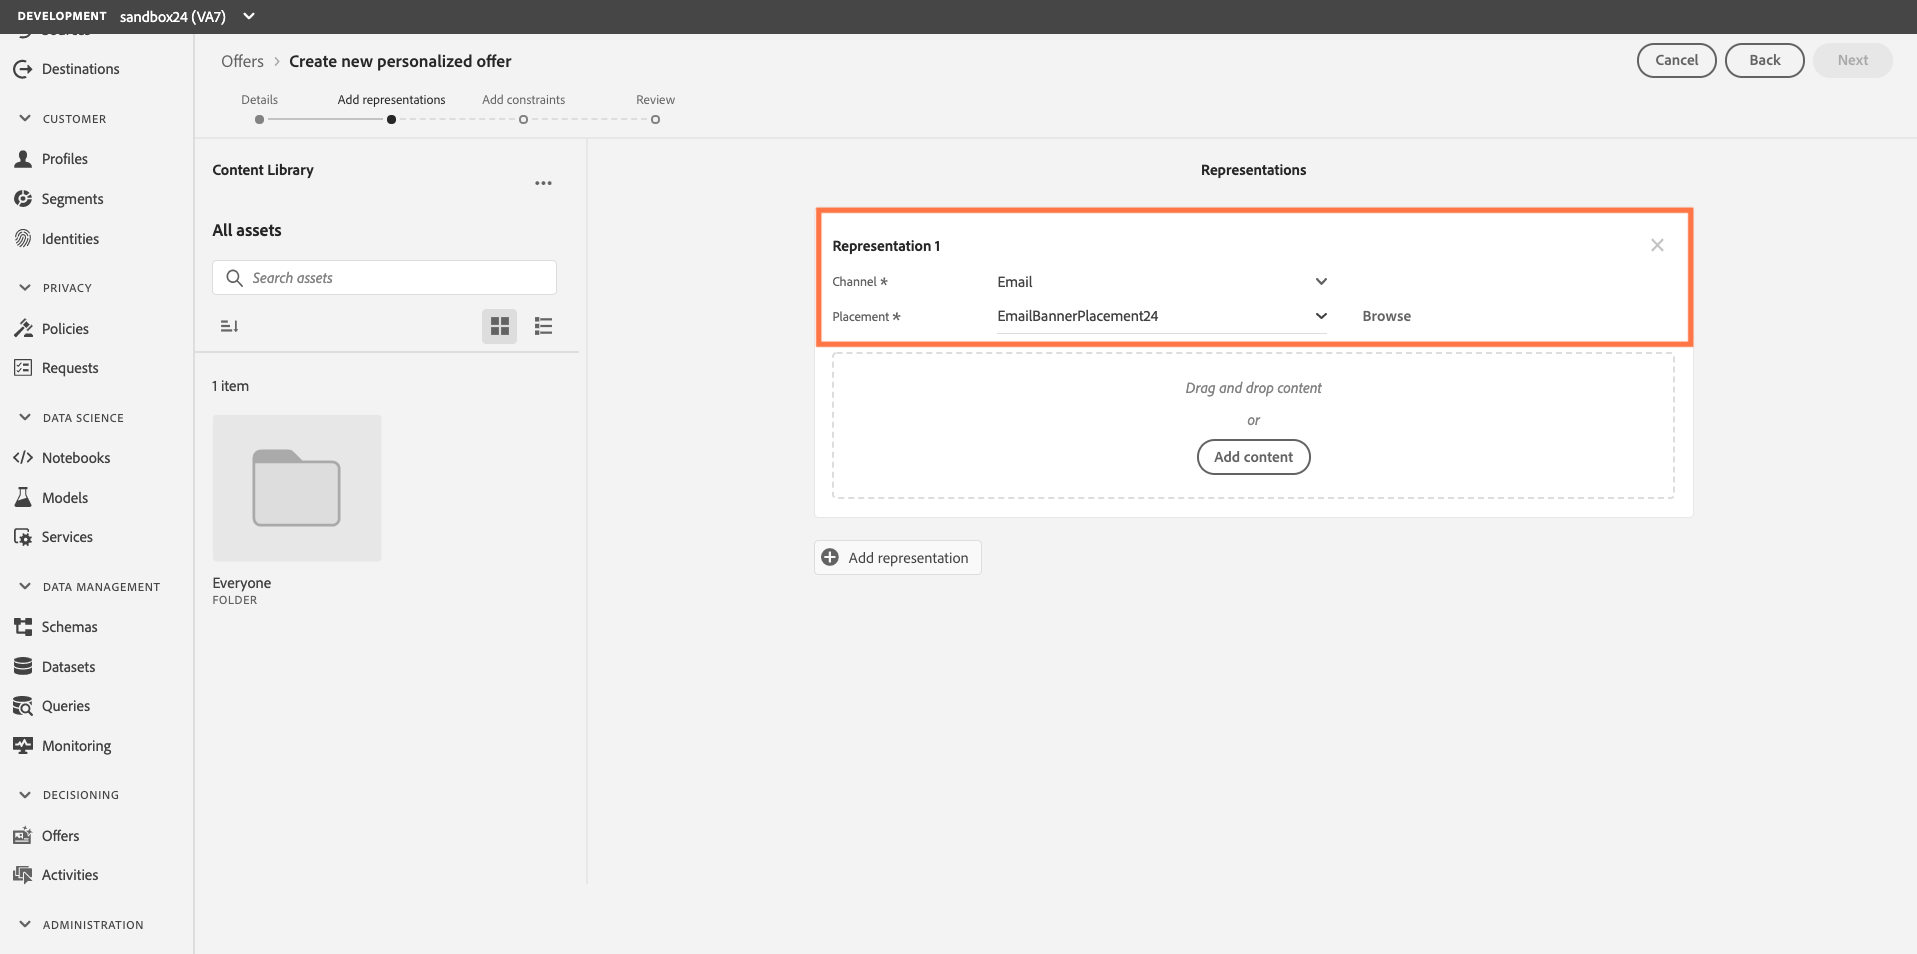 DEVELOPMENT sandbox24 (VA7)
Destinations
CUSTOMER
Profiles
Segments
Identities
PRIVACY
Policies
Requests
DATA SCIENCE
Notebooks
Models
Services
DATA MANAGEMENT
Schemas
Datasets
Queries
Monitoring
DECISIONING
Offers
Activities
ADMINISTRATION
Offers > Create new personalized offer
Cancel Back Next
Details Add representations Add constraints Review
Content Library
...
All assets
Search assets
1 item
Everyone
FOLDER
Representations
Representation 1
Channel * Email
Placement * EmailBannerPlacement24 Browse
Drag and drop content
or
Add content
Add representation